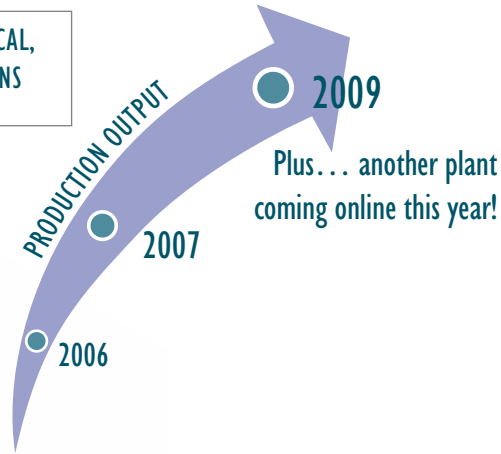 CAL,
NS
PRODUCTION OUTPUT
2009
Plus… another plant
coming online this year!
2007
2006